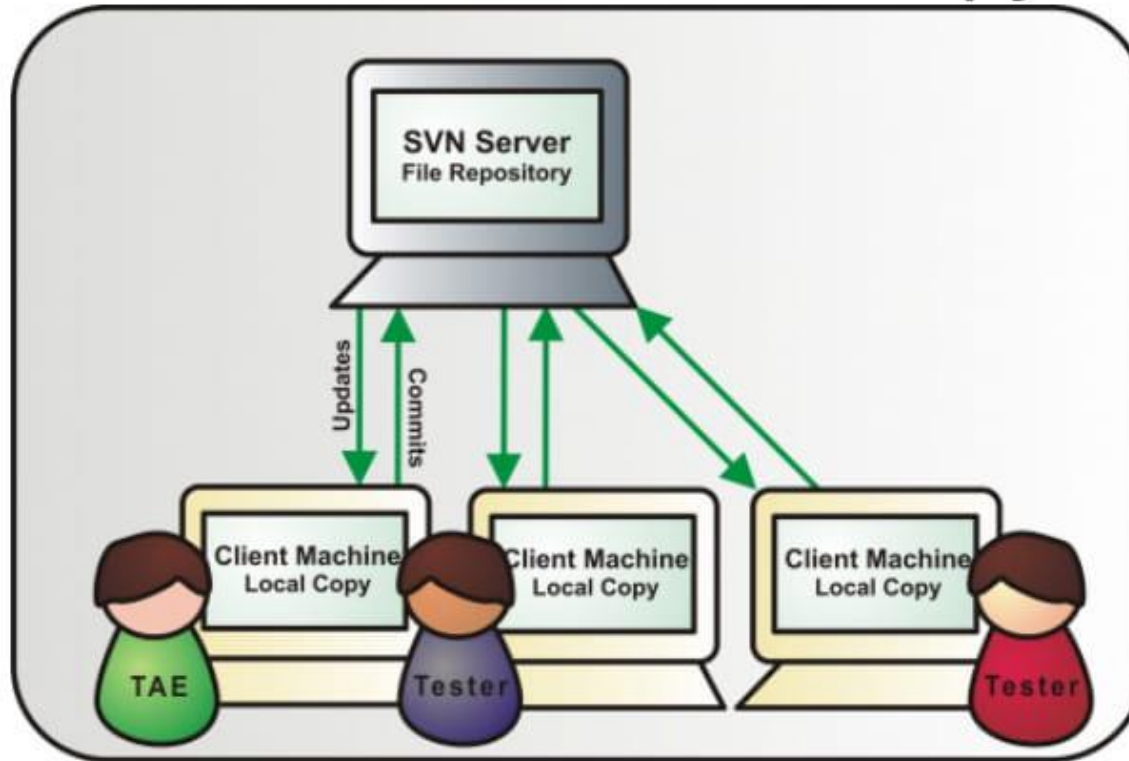 SVN Server
File Repository
Updates
Commits
Client Machine
Local Copy
Client Machine
Local Copy
Client Machine
Local Copy
TAE
Tester
Tester